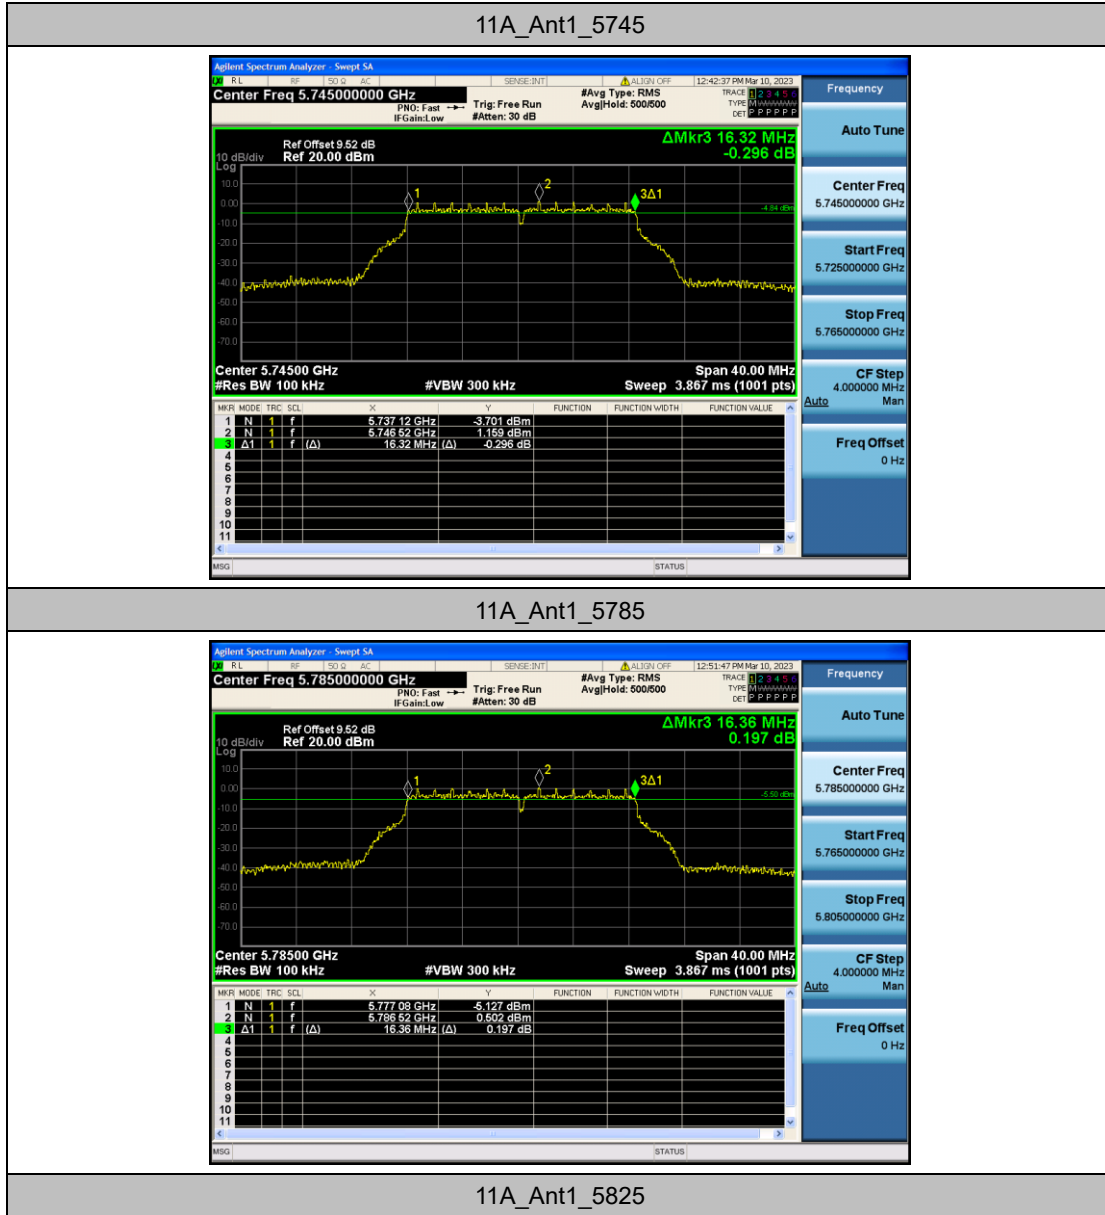 11A_Ant1_5745
Agilent Spectrum Analyzer - Swept SA
RL RF 50 Ω AC SENSE:INT ALIGN OFF 12:42:37 PM Mar 10, 2023
Center Freq 5.745000000 GHz #Avg Type: RMS TRACE 1 2 3 4 5 6
PNO: Fast Trig: Free Run Avg|Hold: 500/500 TYPE M
IFGain:Low #Atten: 30 dB DET P P P P P P
ΔMkr3 16.32 MHz
Ref Offset 9.52 dB
10 dB/div Ref 20.00 dBm -0.296 dB
Log
10.0
0.00
-10.0
-20.0
-30.0
-40.0
-50.0
-60.0
-70.0
1
2
3Δ1
-4.84 dBm
Center 5.74500 GHz Span 40.00 MHz
#Res BW 100 kHz #VBW 300 kHz Sweep 3.867 ms (1001 pts)
MKR MODE TRC SCL X Y FUNCTION FUNCTION WIDTH FUNCTION VALUE
1 N 1 f 5.737 12 GHz -3.701 dBm
2 N 1 f 5.746 52 GHz 1.159 dBm
3 Δ1 1 f (Δ) 16.32 MHz (Δ) -0.296 dB
4
5
6
7
8
9
10
11
MSG STATUS
Frequency
Auto Tune
Center Freq
5.745000000 GHz
Start Freq
5.725000000 GHz
Stop Freq
5.765000000 GHz
CF Step
4.000000 MHz
Auto Man
Freq Offset
0 Hz
11A_Ant1_5785
Agilent Spectrum Analyzer - Swept SA
RL RF 50 Ω AC SENSE:INT ALIGN OFF 12:51:47 PM Mar 10, 2023
Center Freq 5.785000000 GHz #Avg Type: RMS TRACE 1 2 3 4 5 6
PNO: Fast Trig: Free Run Avg|Hold: 500/500 TYPE M
IFGain:Low #Atten: 30 dB DET P P P P P P
ΔMkr3 16.36 MHz
Ref Offset 9.52 dB
10 dB/div Ref 20.00 dBm 0.197 dB
Log
10.0
0.00
-10.0
-20.0
-30.0
-40.0
-50.0
-60.0
-70.0
1
2
3Δ1
-5.50 dBm
Center 5.78500 GHz Span 40.00 MHz
#Res BW 100 kHz #VBW 300 kHz Sweep 3.867 ms (1001 pts)
MKR MODE TRC SCL X Y FUNCTION FUNCTION WIDTH FUNCTION VALUE
1 N 1 f 5.777 08 GHz -5.127 dBm
2 N 1 f 5.786 52 GHz 0.502 dBm
3 Δ1 1 f (Δ) 16.36 MHz (Δ) 0.197 dB
4
5
6
7
8
9
10
11
MSG STATUS
Frequency
Auto Tune
Center Freq
5.785000000 GHz
Start Freq
5.765000000 GHz
Stop Freq
5.805000000 GHz
CF Step
4.000000 MHz
Auto Man
Freq Offset
0 Hz
11A_Ant1_5825